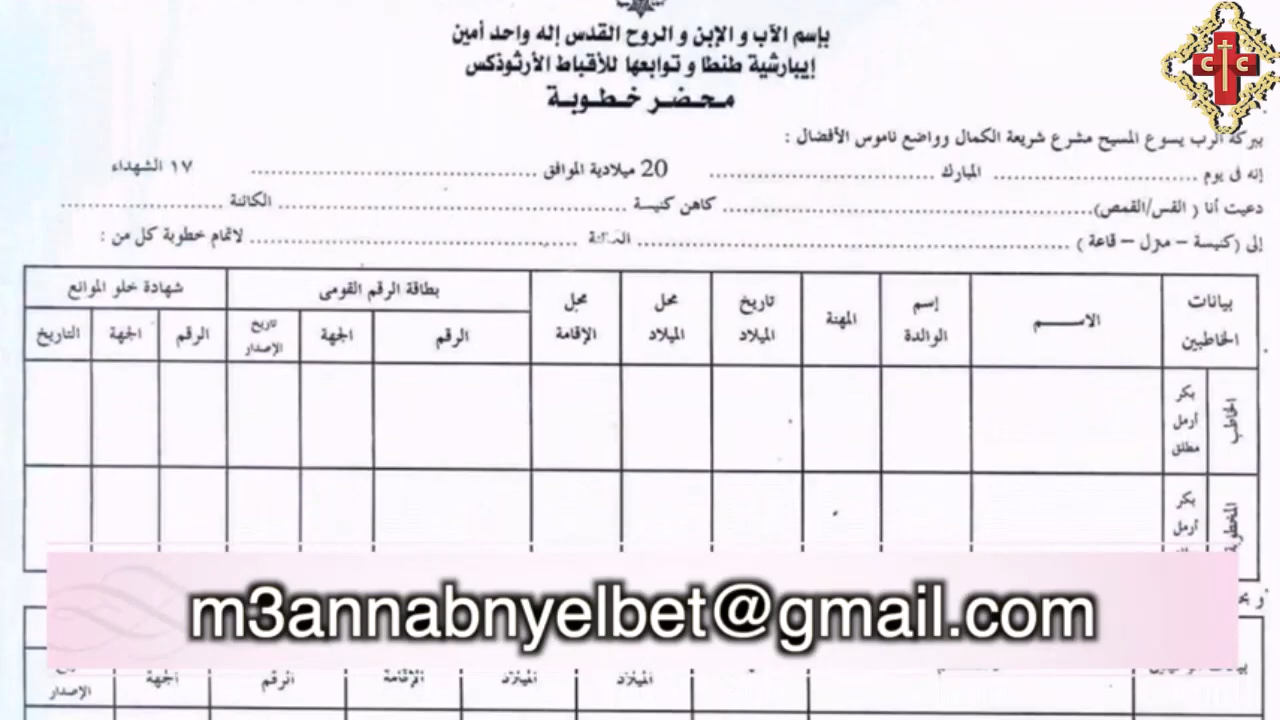 بإسم الآب و الإبن و الروح القدس إله واحد أمين
إيبارشية طنطا و توابعها للأقباط الأرثوذكس
محضر خطوبة
ببركة الرب يسوع المسيح مشرع شريعة الكمال وواضع ناموس الأفضال :
إنه فى يوم .......................... المبارك .......................... 20 ميلادية الموافق .......................... ١٧ الشهداء
دعيت أنا ( القس/القمص).......................... كاهن كنيسة .......................... الكائنة ..........................
إلى (كنيسة – منزل – قاعة ) .......................... .......................... لاتمام خطوبة كل من :
بيانات الخاطبين
الاسم
إسم الوالدة
المهنة
تاريخ الميلاد
محل الميلاد
محل الإقامة
بطاقة الرقم القومى
الرقم
الجهة
تاريخ الإصدار
شهادة خلو الموانع
الرقم
الجهة
التاريخ
الخاطب
بكر
أرمل
مطلق
المخطوبة
بكر
أرمل
m3annabnyelbet@gmail.com
الميلاد
الميلاد
الإقامة
الرقم
الجهة
الإصدار
C C